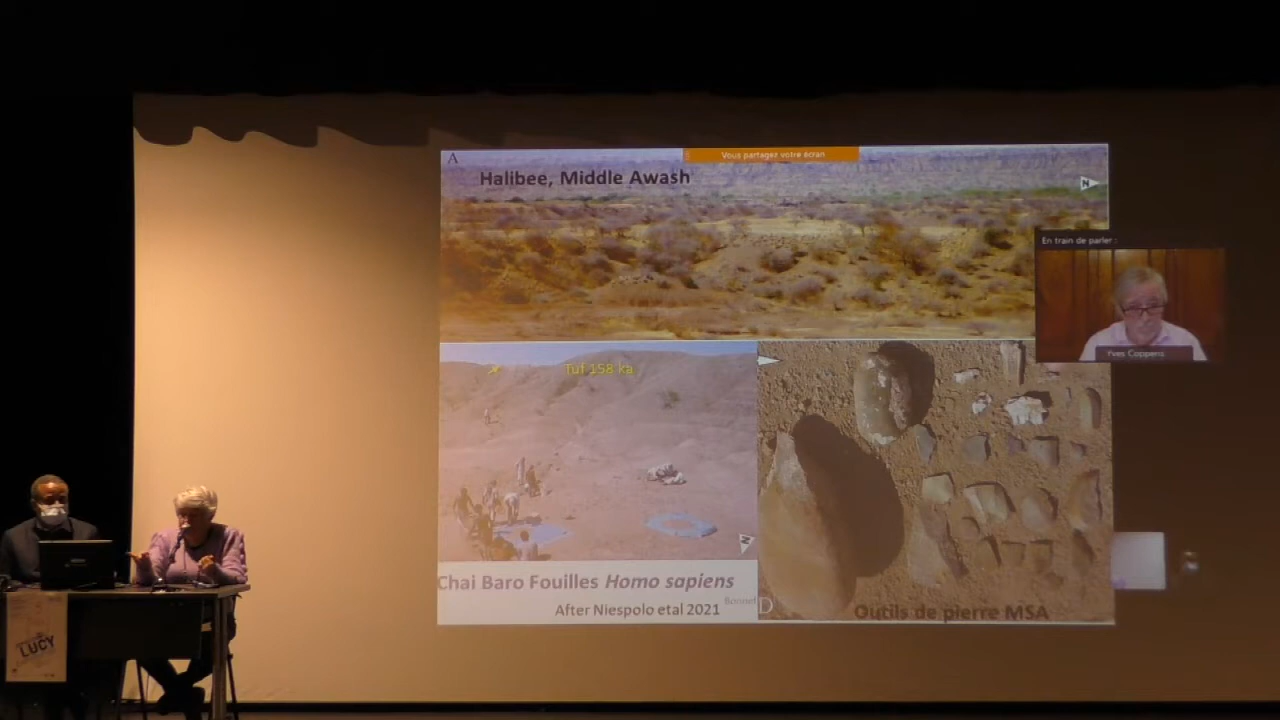 A
Vous partagez votre écran
Halibee, Middle Awash
N
En train de parler :
Yves Coppens
Tuf 158 ka
N
Chai Baro Fouilles Homo sapiens
After Niespolo etal 2021
Bonnet
D
Outils de pierre MSA
LUCY